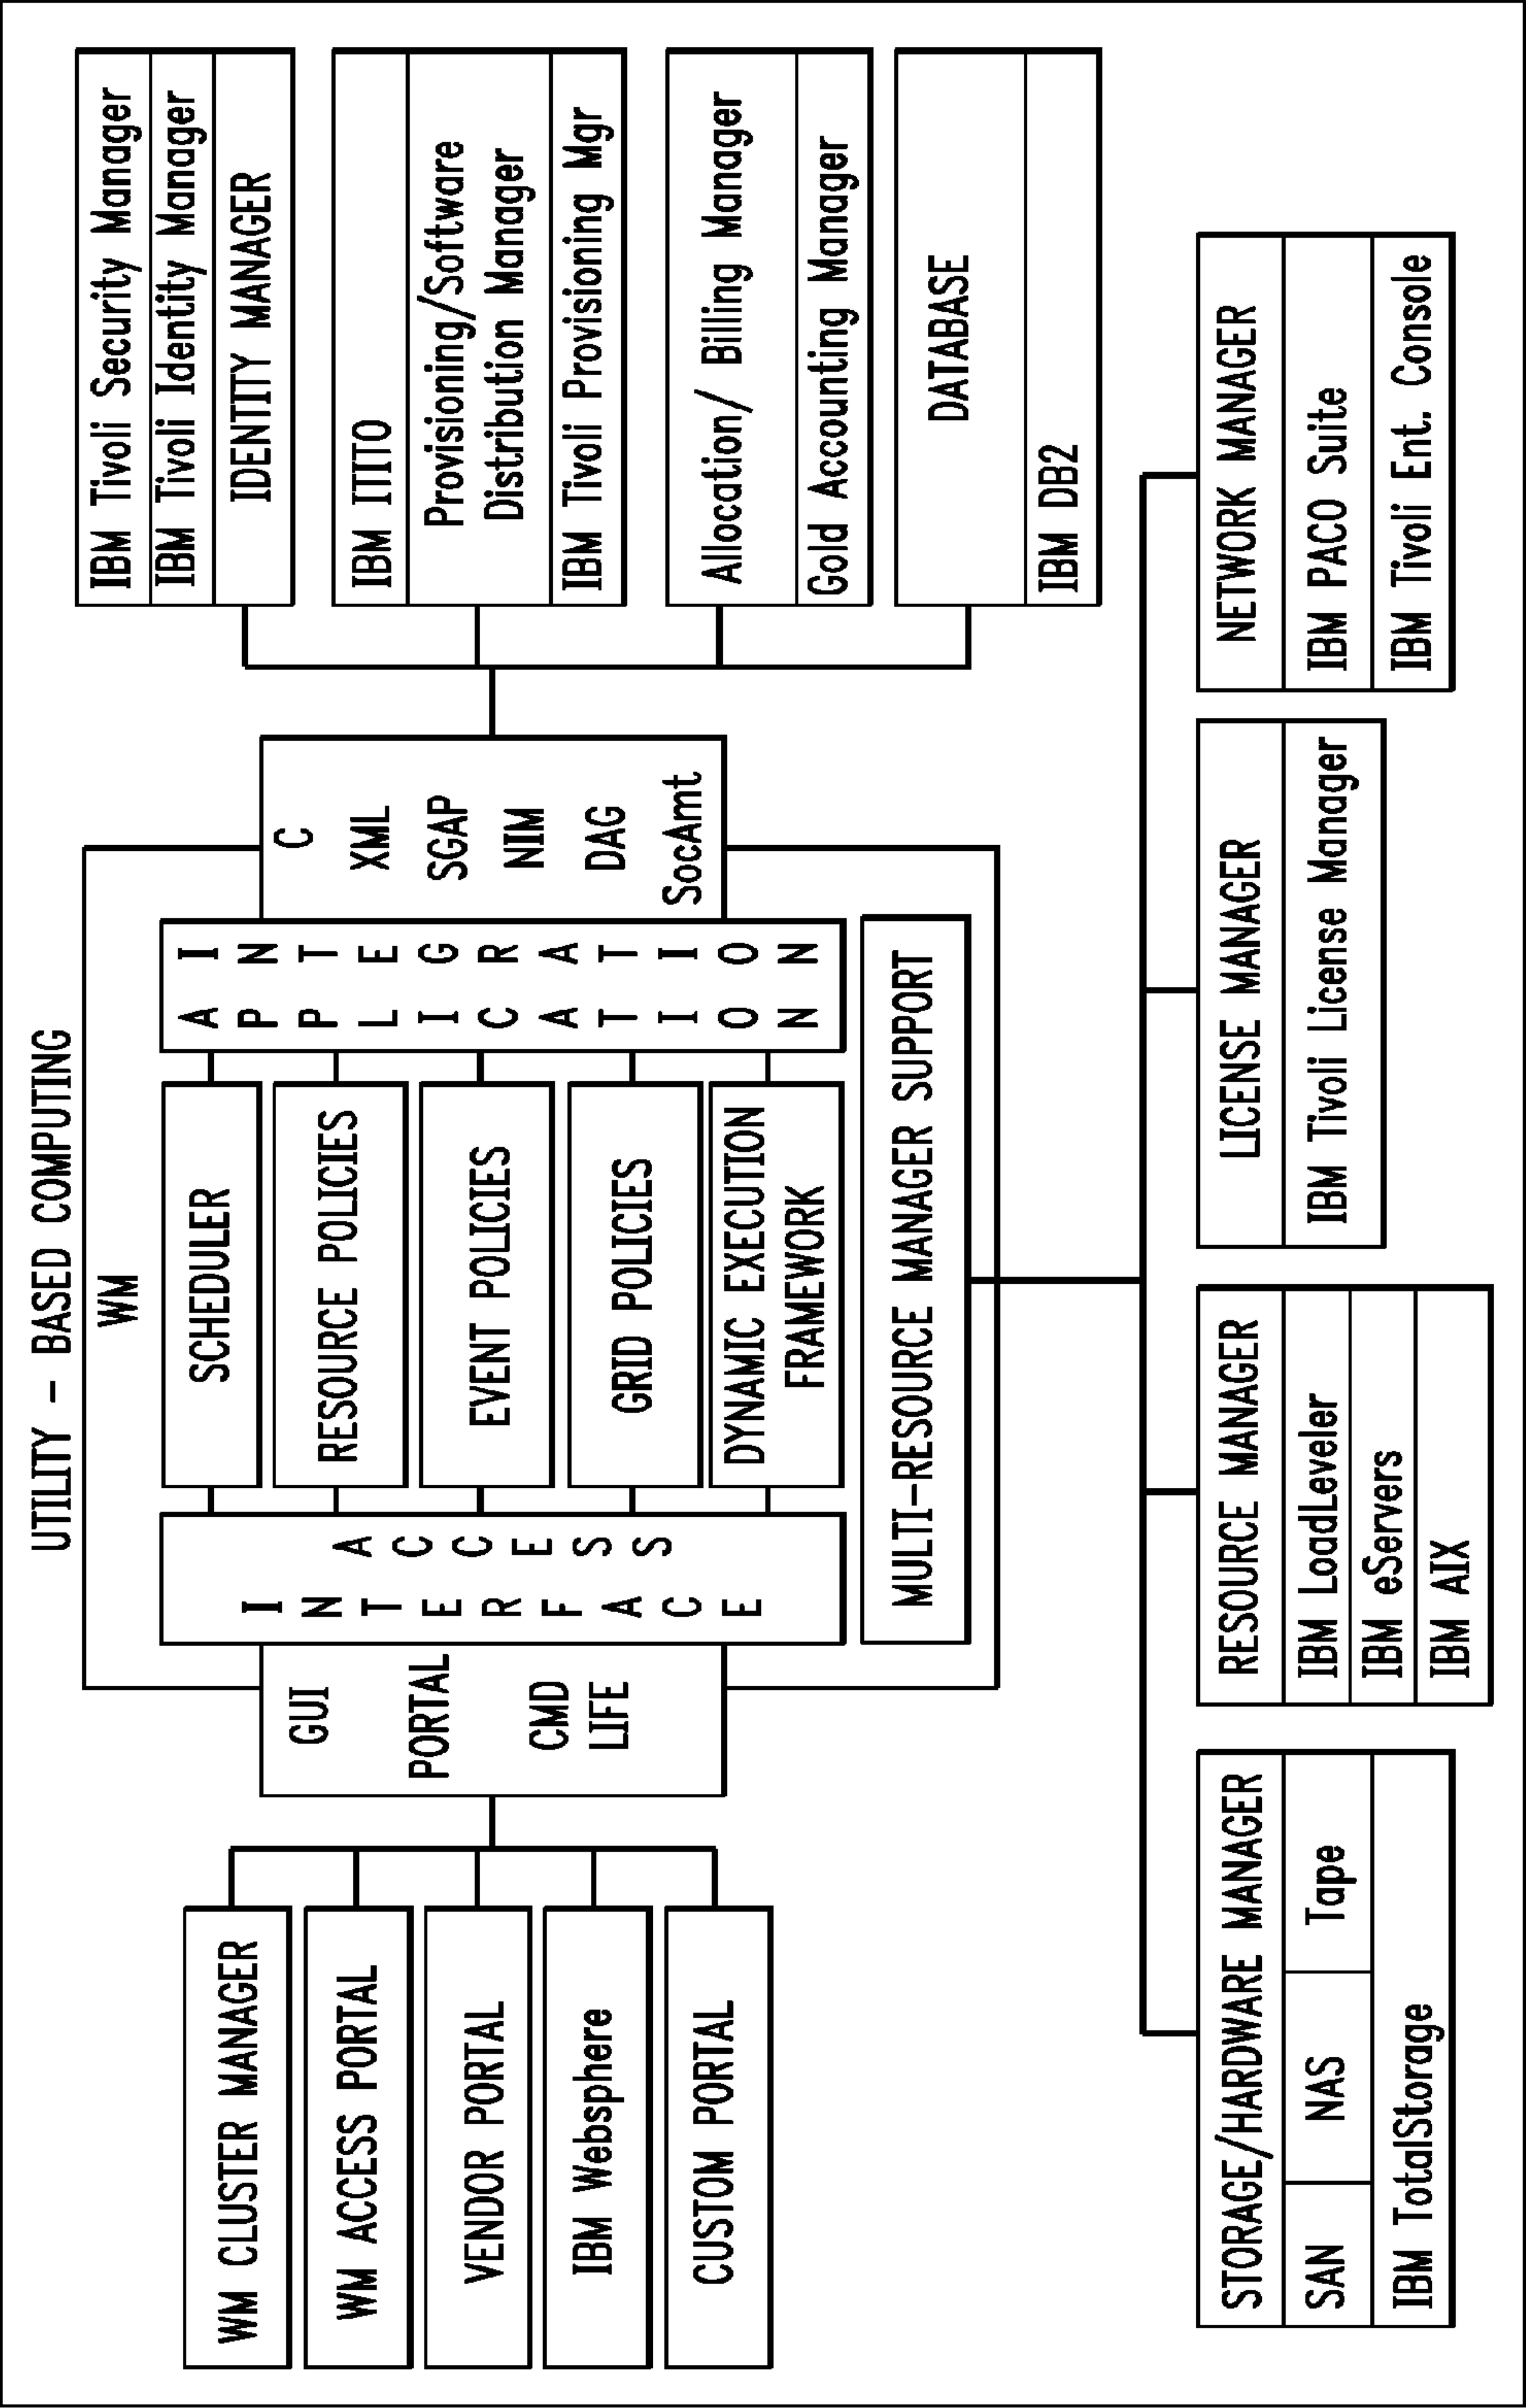 UTILITY - BASED COMPUTING
WM
WM CLUSTER MANAGER
WM ACCESS PORTAL
VENDOR PORTAL
IBM Websphere
CUSTOM PORTAL
GUI
PORTAL
CMD
LIFE
ACCESS
INTERFACE
SCHEDULER
RESOURCE POLICIES
EVENT POLICIES
GRID POLICIES
DYNAMIC EXECUTION
FRAMEWORK
APPLICATION
INTEGRATION
MULTI-RESOURCE MANAGER SUPPORT
C
XML
SGAP
NIM
DAG
SocAmt
IBM Tivoli Security Manager
IBM Tivoli Identity Manager
IDENTITY MANAGER
IBM ITITO
Provisioning/Software
Distribution Manager
IBM Tivoli Provisioning Mgr
Allocation/ Billing Manager
Gold Accounting Manager
DATABASE
IBM DB2
STORAGE/HARDWARE MANAGER
SAN NAS Tape
IBM TotalStorage
RESOURCE MANAGER
IBM LoadLeveler
IBM eServers
IBM AIX
LICENSE MANAGER
IBM Tivoli License Manager
NETWORK MANAGER
IBM PACO Suite
IBM Tivoli Ent. Console